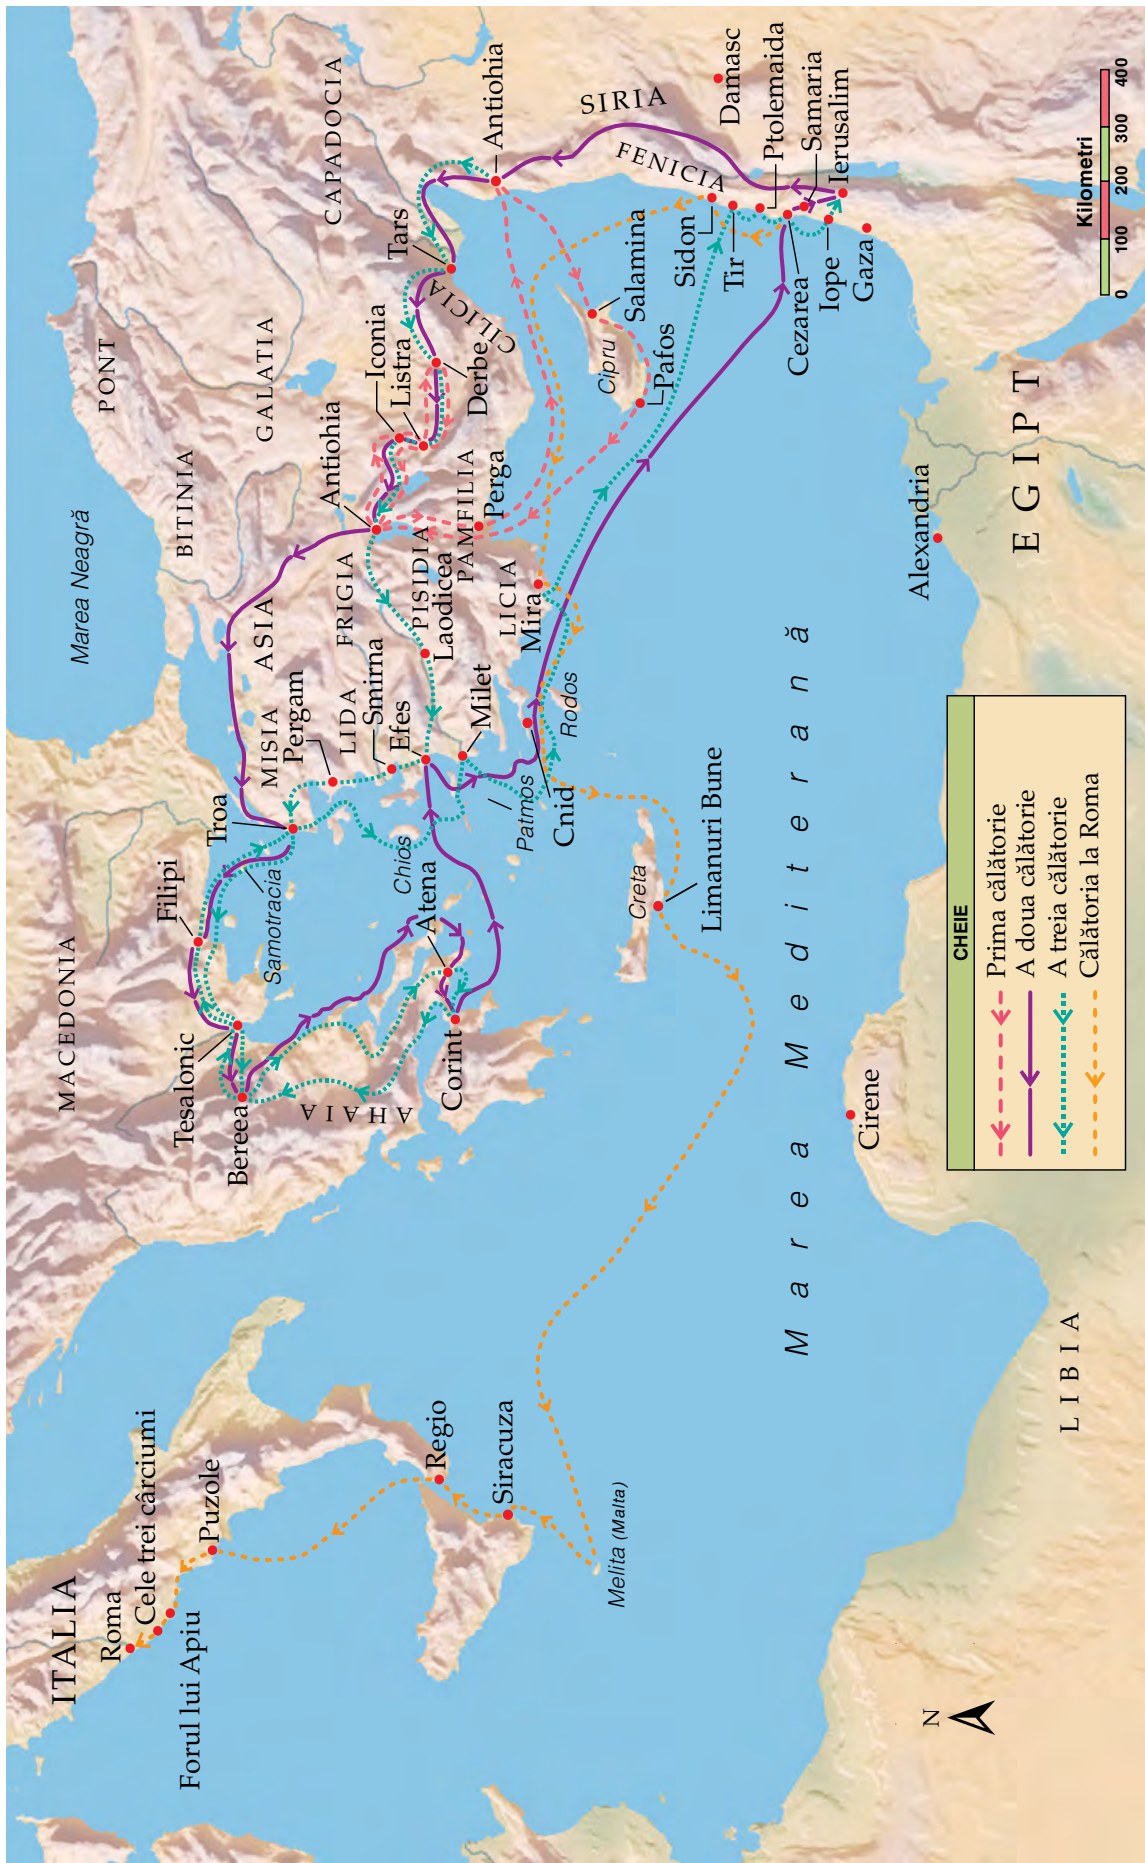 ITALIA
Roma
Cele trei cârciumi
Forul lui Apiu
Puzole
Regio
Siracuza
Melita (Malta)
MACEDONIA
Filipi
Tesalonic
Bereea
Samotracia
AHAIA
Corint
Atena
Chios
Troa
MISIA
Pergam
LIDA
Smirna
Efes
Milet
Patmos
Cnid
Rodos
Creta
Limanuri Bune
Marea Neagră
BITINIA
PONT
GALATIA
CAPADOCIA
ASIA
FRIGIA
PISIDIA
Laodicea
PAMFILIA
Perga
LICIA
Mira
Antiohia
Iconia
Listra
Derbe
CILICIA
Tars
Antiohia
SIRIA
FENICIA
Damasc
Cipru
Salamina
Pafos
Sidon
Tir
Ptolemaida
Cezarea
Samaria
Iope
Ierusalim
Gaza
Marea Mediterană
Cirene
LIBIA
Alexandria
EGIPT
N
CHEIE
Prima călătorie
A doua călătorie
A treia călătorie
Călătoria la Roma
Kilometri
0 100 200 300 400